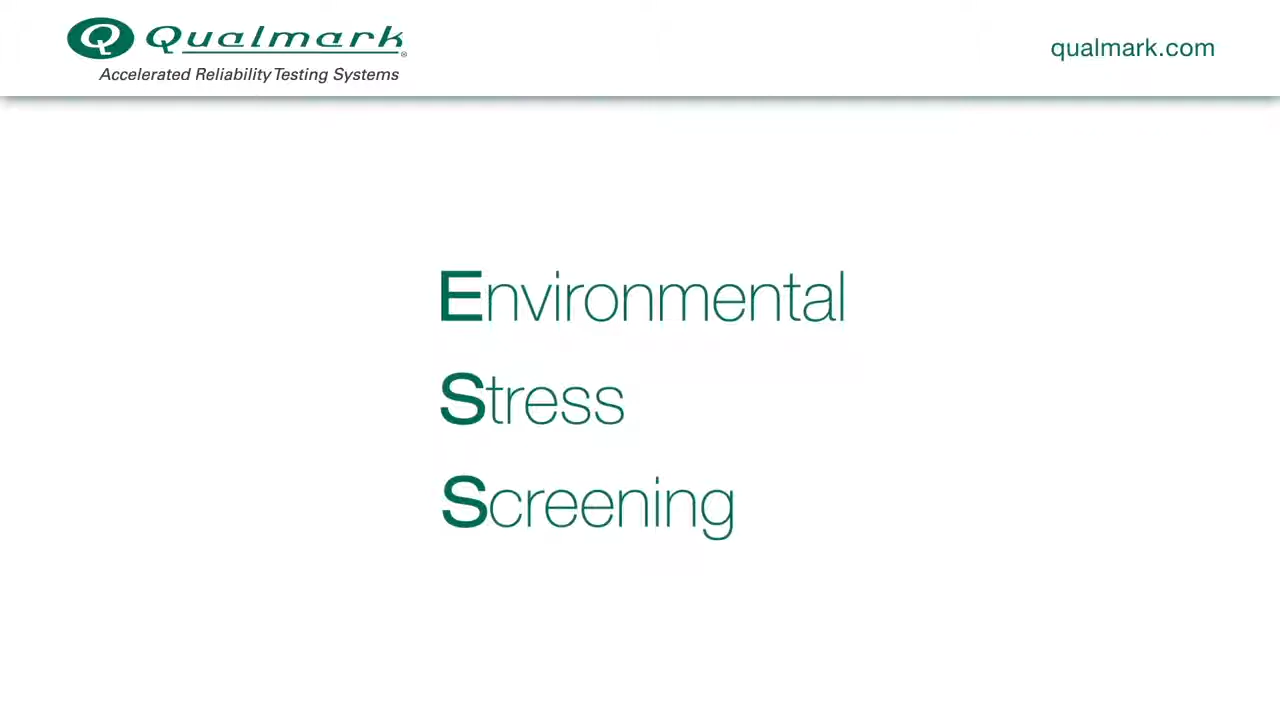 Q Qualmark®
qualmark.com
Accelerated Reliability Testing Systems
Environmental
Stress
Screening